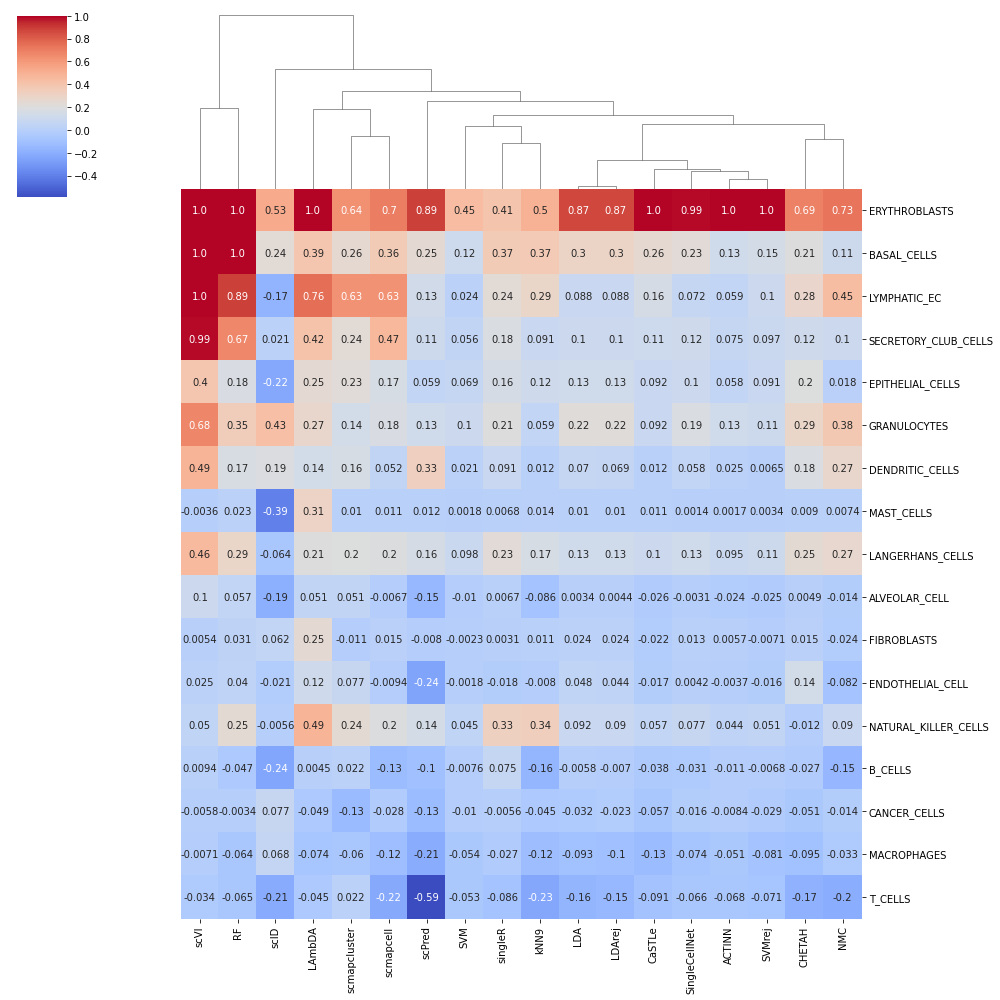 1.0
0.8
0.6
0.4
0.2
0.0
−0.2
−0.4
1.0 1.0 0.53 1.0 0.64 0.7 0.89 0.45 0.41 0.5 0.87 0.87 1.0 0.99 1.0 1.0 0.69 0.73 ERYTHROBLASTS
1.0 1.0 0.24 0.39 0.26 0.36 0.25 0.12 0.37 0.37 0.3 0.3 0.26 0.23 0.13 0.15 0.21 0.11 BASAL_CELLS
1.0 0.89 -0.17 0.76 0.63 0.63 0.13 0.024 0.24 0.29 0.088 0.088 0.16 0.072 0.059 0.1 0.28 0.45 LYMPHATIC_EC
0.99 0.67 0.021 0.42 0.24 0.47 0.11 0.056 0.18 0.091 0.1 0.1 0.11 0.12 0.075 0.097 0.12 0.1 SECRETORY_CLUB_CELLS
0.4 0.18 -0.22 0.25 0.23 0.17 0.059 0.069 0.16 0.12 0.13 0.13 0.092 0.1 0.058 0.091 0.2 0.018 EPITHELIAL_CELLS
0.68 0.35 0.43 0.27 0.14 0.18 0.13 0.1 0.21 0.059 0.22 0.22 0.092 0.19 0.13 0.11 0.29 0.38 GRANULOCYTES
0.49 0.17 0.19 0.14 0.16 0.052 0.33 0.021 0.091 0.012 0.07 0.069 0.012 0.058 0.025 0.0065 0.18 0.27 DENDRITIC_CELLS
-0.0036 0.023 -0.39 0.31 0.01 0.011 0.012 0.0018 0.0068 0.014 0.01 0.01 0.011 0.0014 0.0017 0.0034 0.009 0.0074 MAST_CELLS
0.46 0.29 -0.064 0.21 0.2 0.2 0.16 0.098 0.23 0.17 0.13 0.13 0.1 0.13 0.095 0.11 0.25 0.27 LANGERHANS_CELLS
0.1 0.057 -0.19 0.051 0.051 -0.0067 -0.15 -0.01 0.0067 -0.086 0.0034 0.0044 -0.026 -0.0031 -0.024 -0.025 0.0049 -0.014 ALVEOLAR_CELL
0.0054 0.031 0.062 0.25 -0.011 0.015 -0.008 -0.0023 0.0031 0.011 0.024 0.024 -0.022 0.013 0.0057 -0.0071 0.015 -0.024 FIBROBLASTS
0.025 0.04 -0.021 0.12 0.077 -0.0094 -0.24 -0.0018 -0.018 -0.008 0.048 0.044 -0.017 0.0042 -0.0037 -0.016 0.14 -0.082 ENDOTHELIAL_CELL
0.05 0.25 -0.0056 0.49 0.24 0.2 0.14 0.045 0.33 0.34 0.092 0.09 0.057 0.077 0.044 0.051 -0.012 0.09 NATURAL_KILLER_CELLS
0.0094 -0.047 -0.24 0.0045 0.022 -0.13 -0.1 -0.0076 0.075 -0.16 -0.0058 -0.007 -0.038 -0.031 -0.011 -0.0068 -0.027 -0.15 B_CELLS
-0.0058 -0.0034 0.077 -0.049 -0.13 -0.028 -0.13 -0.01 -0.0056 -0.045 -0.032 -0.023 -0.057 -0.016 -0.0084 -0.029 -0.051 -0.014 CANCER_CELLS
-0.0071 -0.064 0.068 -0.074 -0.06 -0.12 -0.21 -0.054 -0.027 -0.12 -0.093 -0.1 -0.13 -0.074 -0.051 -0.081 -0.095 -0.033 MACROPHAGES
-0.034 -0.065 -0.21 -0.045 0.022 -0.22 -0.59 -0.053 -0.086 -0.23 -0.16 -0.15 -0.091 -0.066 -0.068 -0.071 -0.17 -0.2 T_CELLS
scVI
RF
scID
LAmbDA
scmapcluster
scmapcell
scPred
SVM
singleR
kNN9
LDA
LDArej
CaSTLe
SingleCellNet
ACTINN
SVMrej
CHETAH
NMC